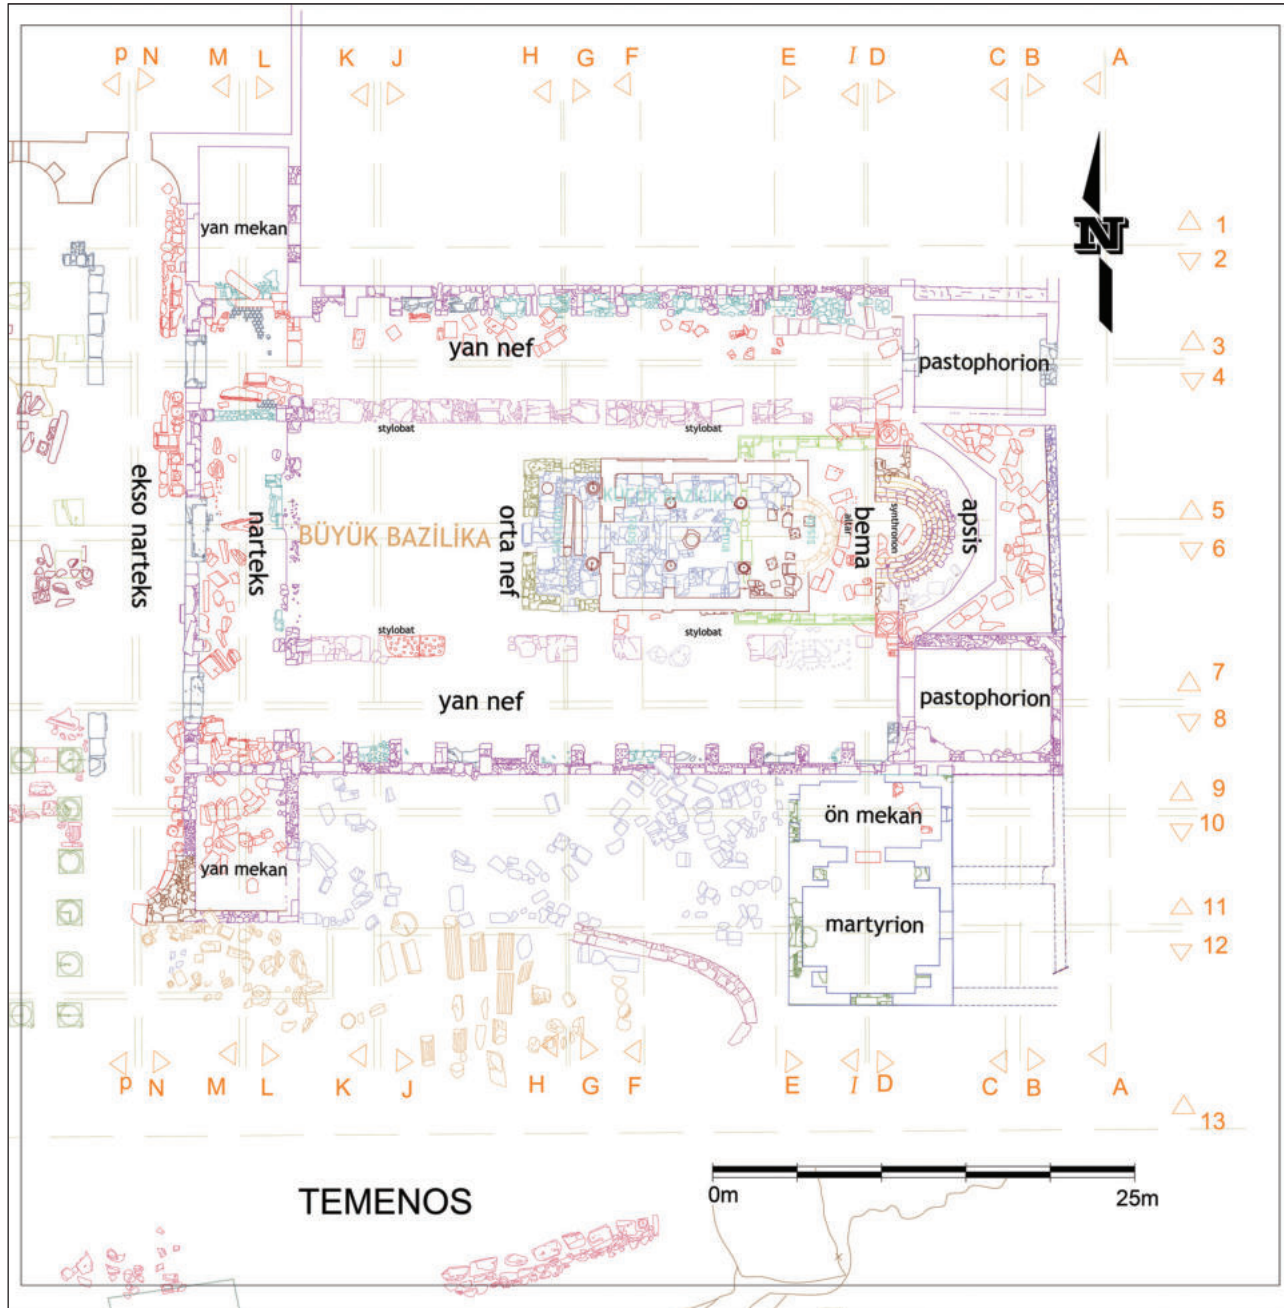 P N M L K J H G F E I D C B A
N
1
yan mekan
2
3
yan nef
pastophorion
4
stylobat
stylobat
ekso narteks
narteks
BÜYÜK BAZİLİKA
orta nef
KÜÇÜK BAZİLİKA
altar
bema
synthronon
apsis
5
6
stylobat
stylobat
7
yan nef
pastophorion
8
9
ön mekan
10
yan mekan
11
martyrion
12
P N M L K J H G F E I D C B A
13
0m
25m
TEMENOS